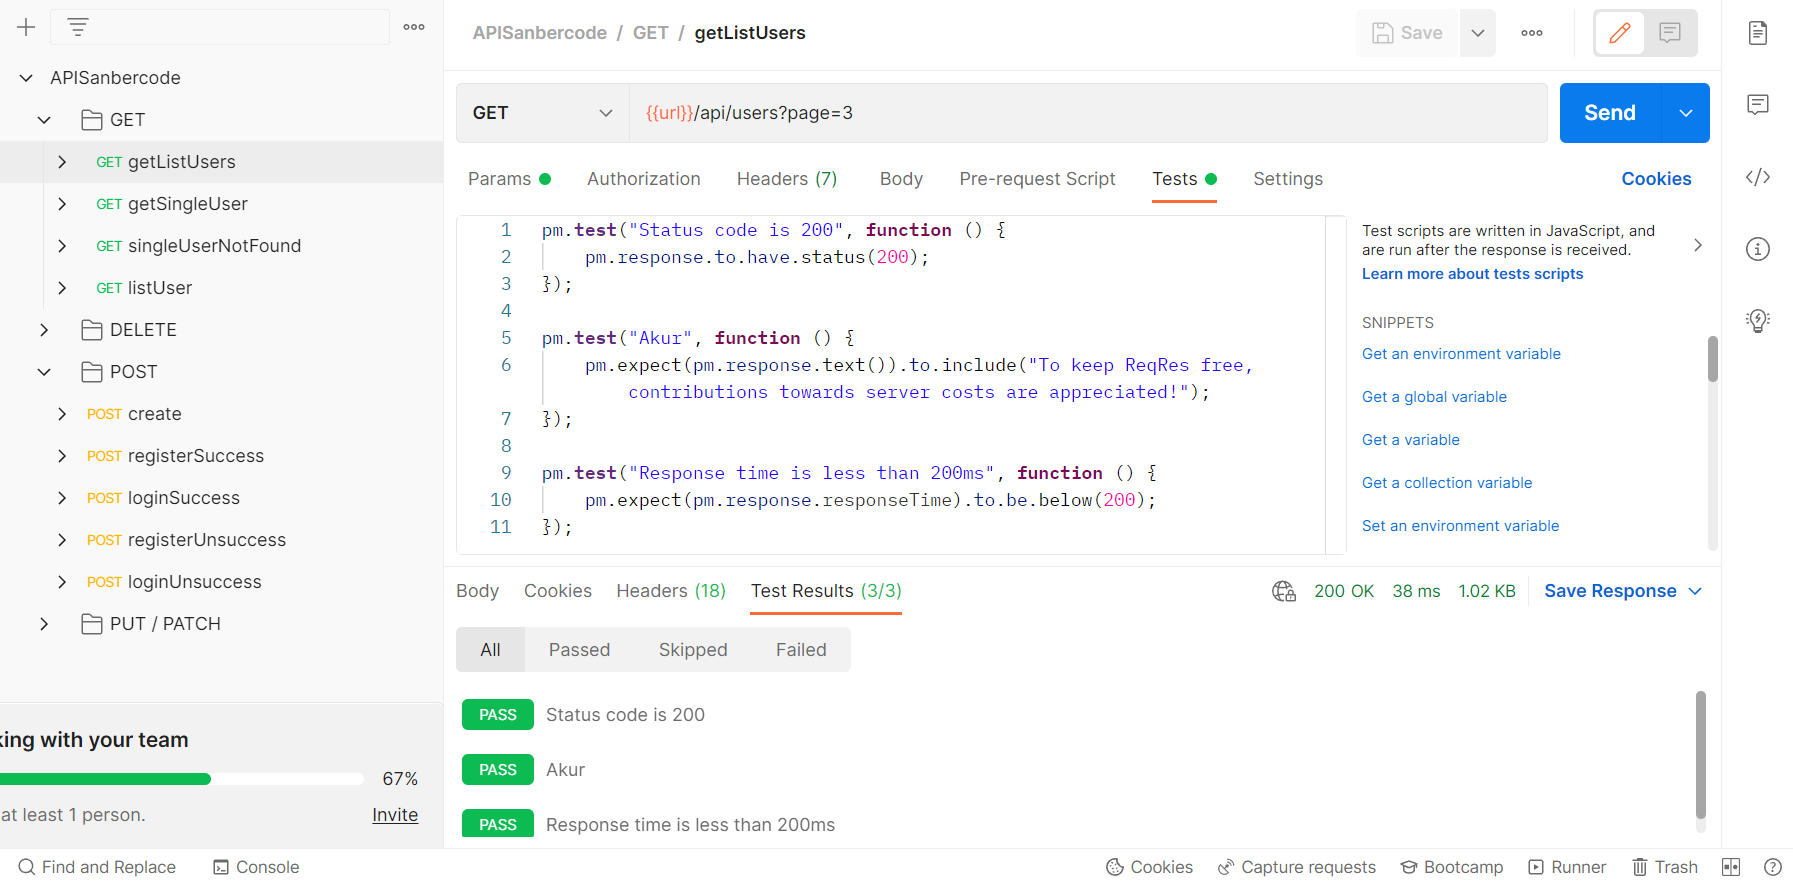 APISanbercode
GET
GET getListUsers
GET getSingleUser
GET singleUserNotFound
GET listUser
DELETE
POST
POST create
POST registerSuccess
POST loginSuccess
POST registerUnsuccess
POST loginUnsuccess
PUT / PATCH
king with your team
67%
at least 1 person.
Invite
APISanbercode / GET / getListUsers
Save
GET
{{url}}/api/users?page=3
Send
Params
Authorization
Headers (7)
Body
Pre-request Script
Tests
Settings
Cookies
1 pm.test("Status code is 200", function () {
2 pm.response.to.have.status(200);
3 });
4
5 pm.test("Akur", function () {
6 pm.expect(pm.response.text()).to.include("To keep ReqRes free,
contributions towards server costs are appreciated!");
7 });
8
9 pm.test("Response time is less than 200ms", function () {
10 pm.expect(pm.response.responseTime).to.be.below(200);
11 });
Test scripts are written in JavaScript, and
are run after the response is received.
Learn more about tests scripts
SNIPPETS
Get an environment variable
Get a global variable
Get a variable
Get a collection variable
Set an environment variable
Body
Cookies
Headers (18)
Test Results (3/3)
200 OK
38 ms
1.02 KB
Save Response
All
Passed
Skipped
Failed
PASS Status code is 200
PASS Akur
PASS Response time is less than 200ms
Find and Replace
Console
Cookies
Capture requests
Bootcamp
Runner
Trash